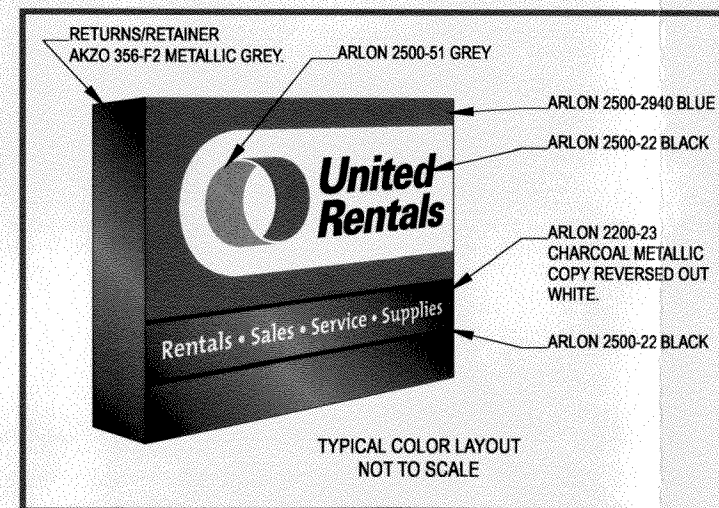 RETURNS/RETAINER
AKZO 356-F2 METALLIC GREY.
ARLON 2500-51 GREY
ARLON 2500-2940 BLUE
ARLON 2500-22 BLACK
United
Rentals
ARLON 2200-23
CHARCOAL METALLIC
COPY REVERSED OUT
WHITE.
Rentals • Sales • Service • Supplies
ARLON 2500-22 BLACK
TYPICAL COLOR LAYOUT
NOT TO SCALE